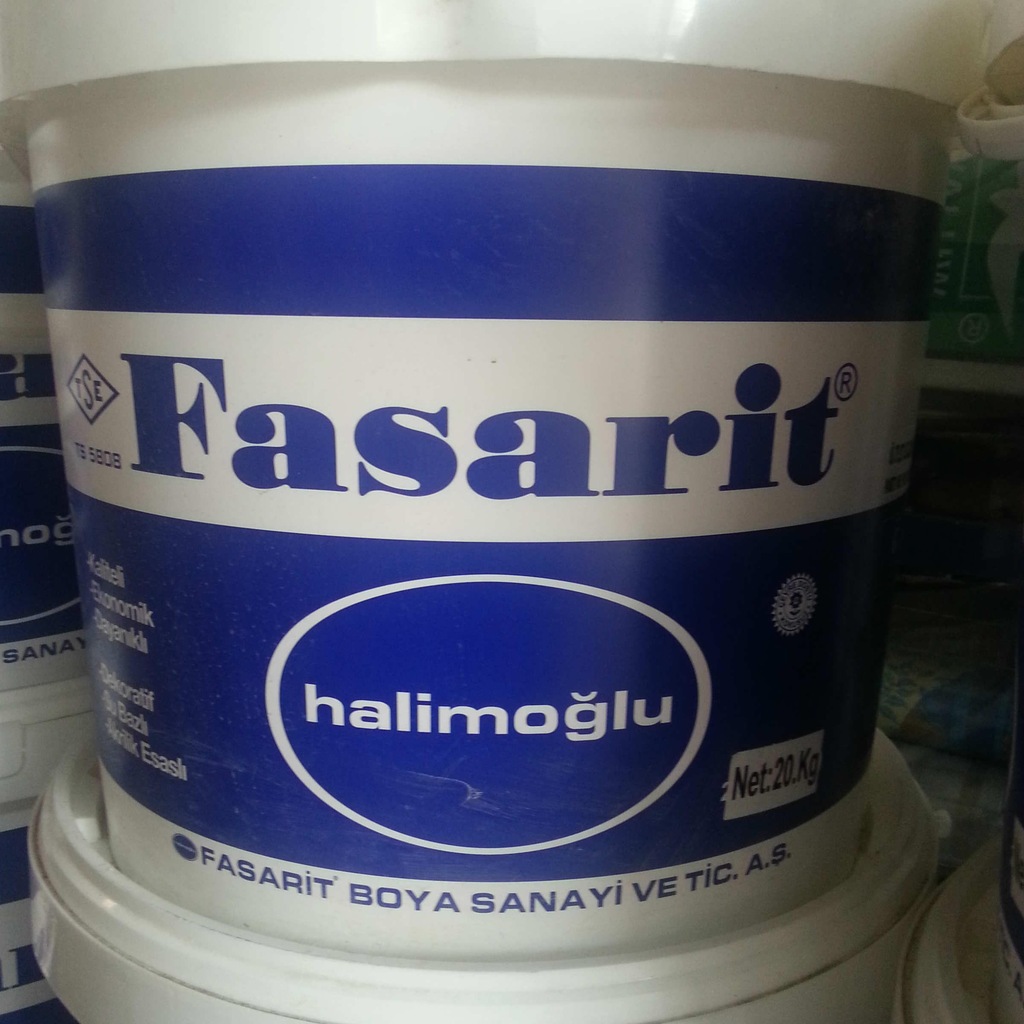 TSE
TS 5808
Fasarit®
-Kaliteli
-Ekonomik
-Dayanıklı
-Dekoratif
-Su Bazlı
-Akrilik Esaslı
halimoğlu
Net:20.Kg
FASARİT BOYA SANAYİ VE TİC. A.Ş.
SANAY